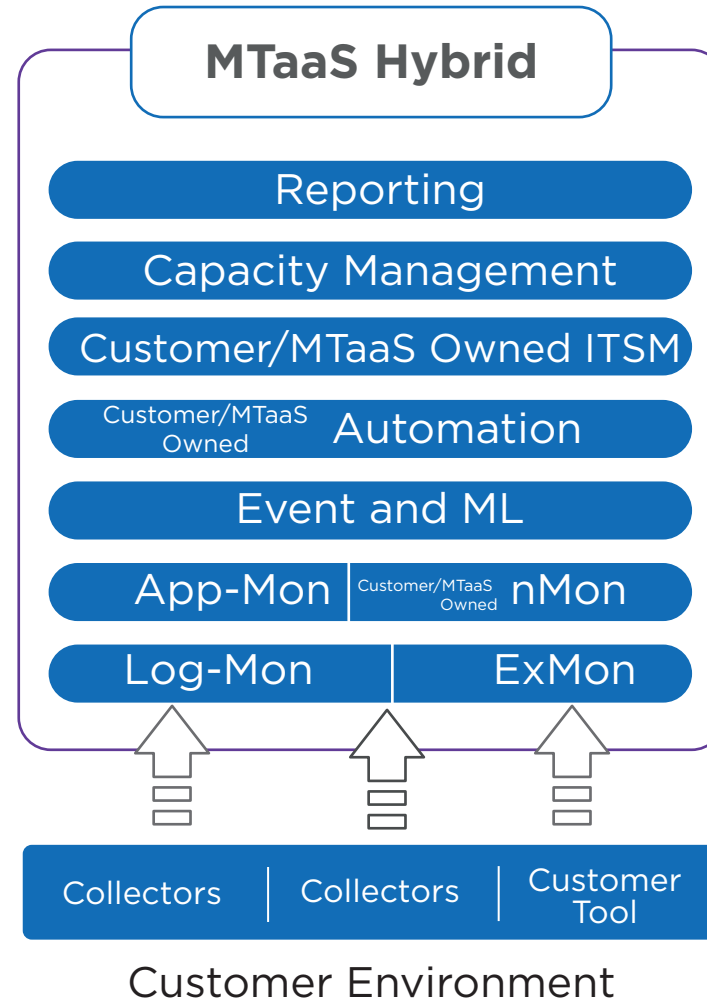 MTaaS Hybrid
Reporting
Capacity Management
Customer/MTaaS Owned ITSM
Customer/MTaaS
Owned
Automation
Event and ML
App-Mon
Customer/MTaaS
Owned
nMon
Log-Mon
ExMon
Collectors
Collectors
Customer
Tool
Customer Environment